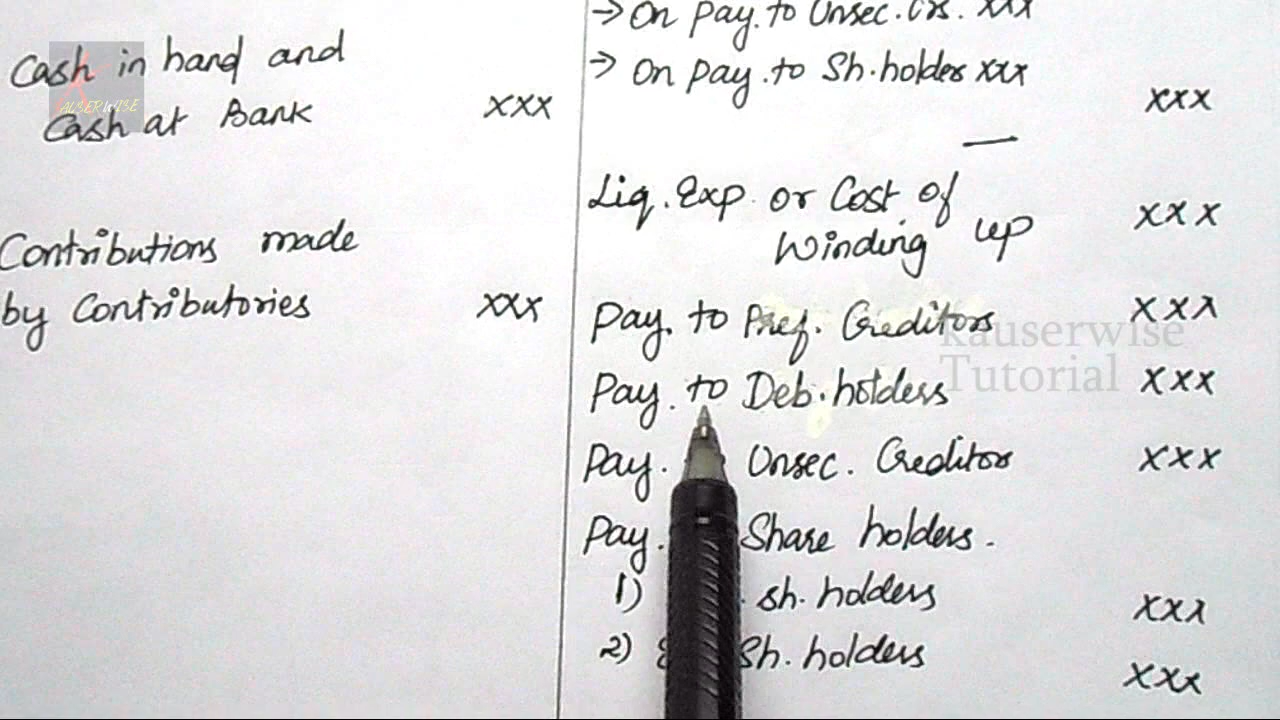 Cash in hand and
Cash at Bank xxx
Contributions made
by Contributories xxx
→ On pay. to Unsec. Crs. xxx
→ On pay. to Sh. holder xxx
xxx
Liq. Exp. or Cost of
Winding up xxx
Pay. to Pref. Creditors xxx
Pay. to Deb. holders xxx
Pay. Unsec. Creditors xxx
Pay. Share holders.
1) . sh. holders xxx
2) Sh. holders xxx
KAUSERWISE
kauserwise
Tutorial